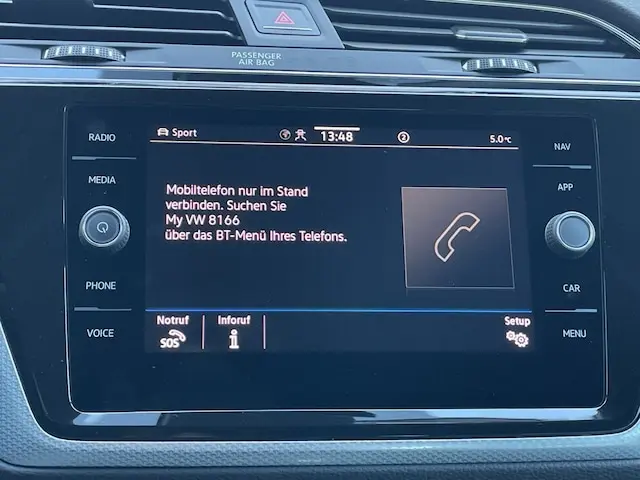 PASSENGER
AIR BAG
RADIO
MEDIA
PHONE
VOICE
Sport
13:48
2
5.0°C
Mobiltelefon nur im Stand
verbinden. Suchen Sie
My VW 8166
über das BT-Menü Ihres Telefons.
Notruf
SOS
Inforuf
i
Setup
NAV
APP
CAR
MENU